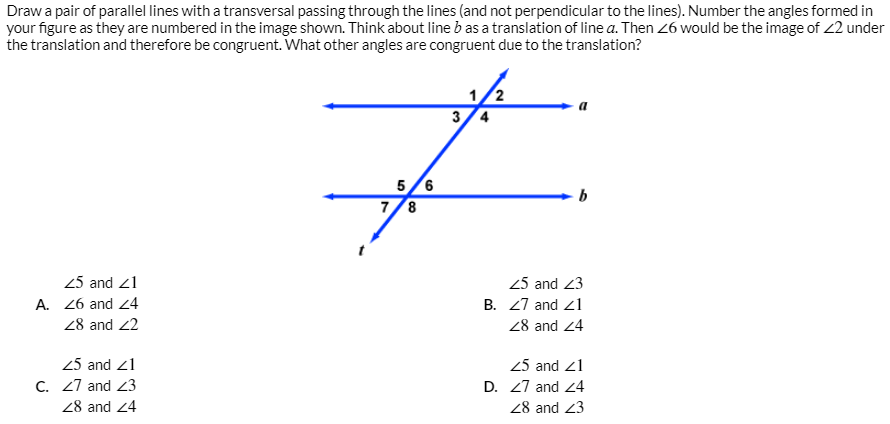 Draw a pair of parallel lines with a transversal passing through the lines (and not perpendicular to the lines). Number the angles formed in
your figure as they are numbered in the image shown. Think about line b as a translation of line a. Then ∠6 would be the image of ∠2 under
the translation and therefore be congruent. What other angles are congruent due to the translation?
1 2
a
3 4
5 6
b
7 8
t
∠5 and ∠1
A. ∠6 and ∠4
∠8 and ∠2
∠5 and ∠3
B. ∠7 and ∠1
∠8 and ∠4
∠5 and ∠1
C. ∠7 and ∠3
∠8 and ∠4
∠5 and ∠1
D. ∠7 and ∠4
∠8 and ∠3